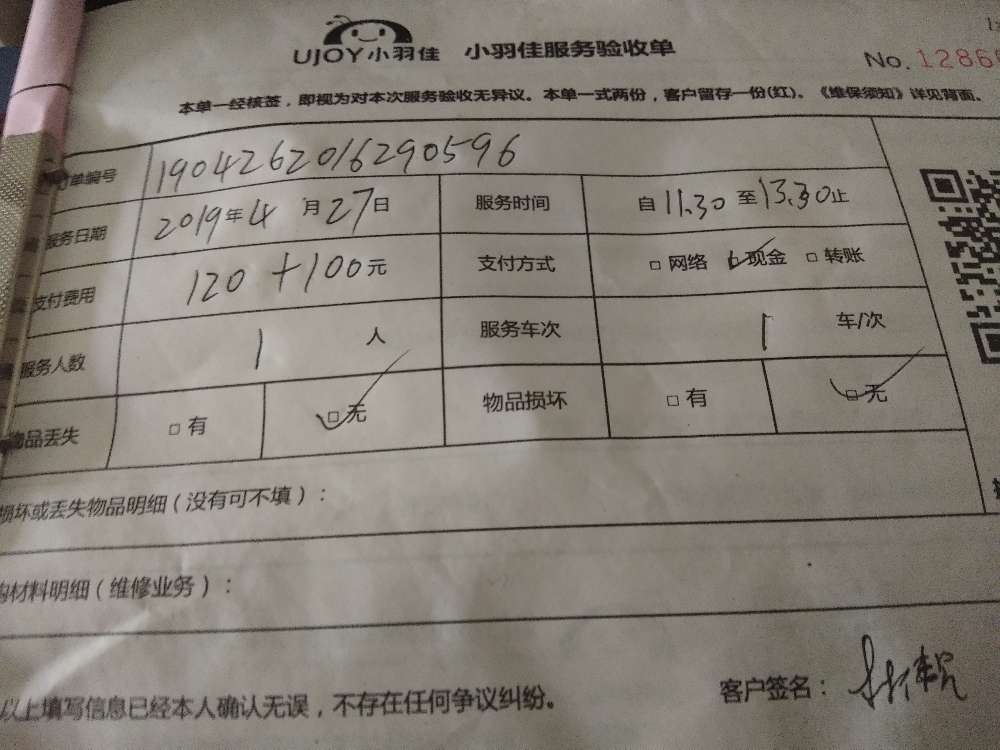 UJOY小羽佳 小羽佳服务验收单
No.1286
本单一经核签，即视为对本次服务验收无异议。本单一式两份，客户留存一份(红)。《维保须知》详见背面。
订单编号 1904262016290596
服务日期 2019年4月27日 服务时间 自11.30至13.30止
支付费用 120+100元 支付方式 □网络 □现金 □转账
服务人数 1人 服务车次 1车/次
物品丢失 □有 □无 物品损坏 □有 □无
损坏或丢失物品明细（没有可不填）：
材料明细（维修业务）：
以上填写信息已经本人确认无误，不存在任何争议纠纷。 客户签名：